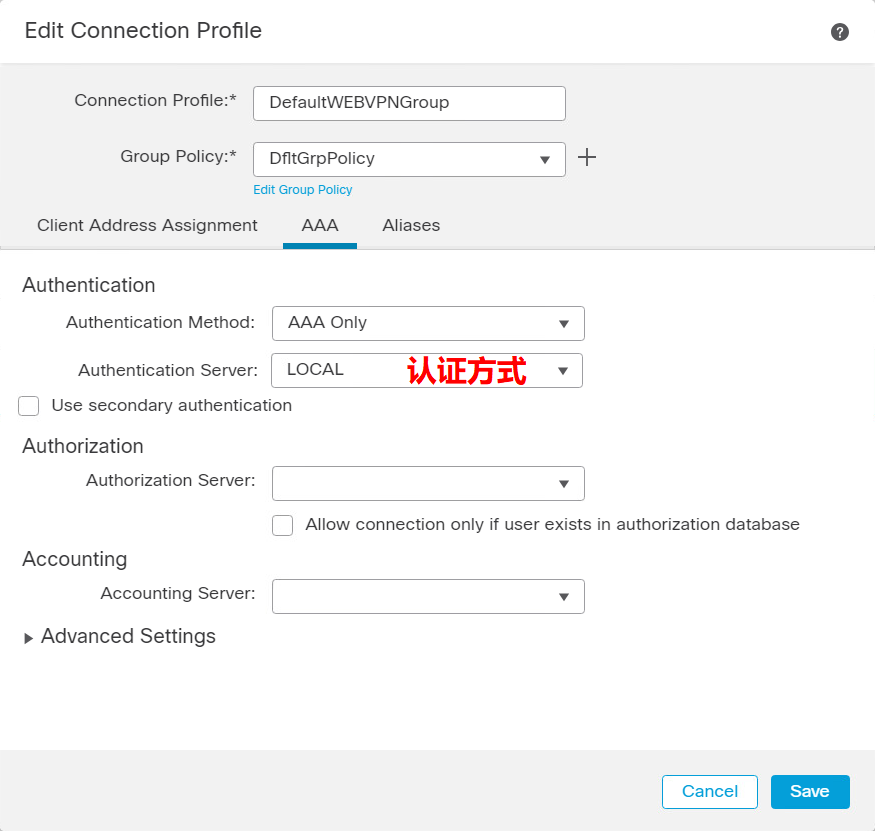 Edit Connection Profile
?
Connection Profile:* DefaultWEBVPNGroup
Group Policy:* DfltGrpPolicy
Edit Group Policy
Client Address Assignment AAA Aliases
Authentication
Authentication Method: AAA Only
Authentication Server: LOCAL 认证方式
Use secondary authentication
Authorization
Authorization Server:
Allow connection only if user exists in authorization database
Accounting
Accounting Server:
Advanced Settings
Cancel Save